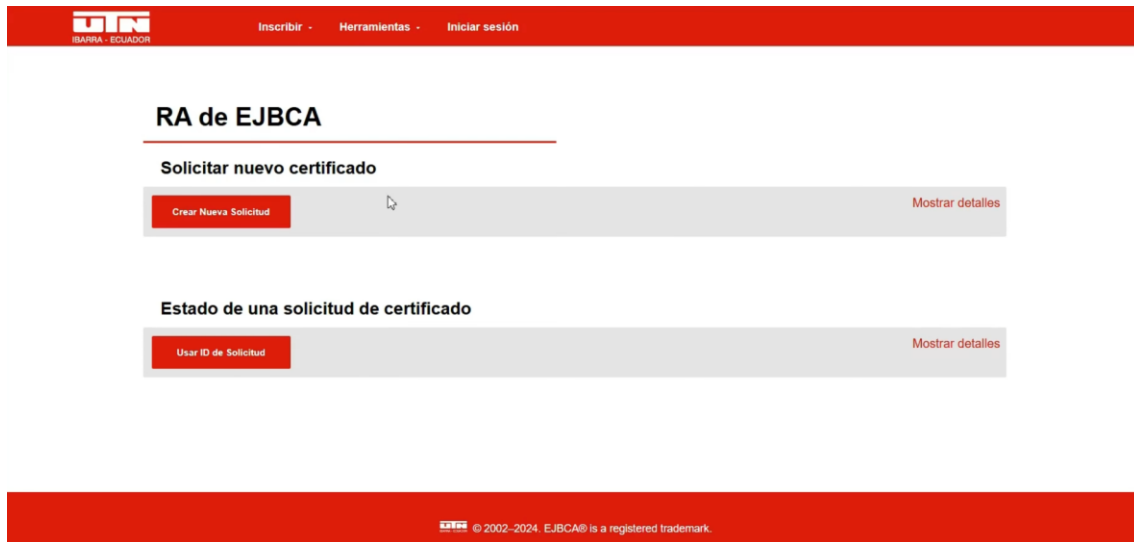 UTN
IBARRA - ECUADOR
Inscribir - Herramientas - Iniciar sesión
RA de EJBCA
Solicitar nuevo certificado
Crear Nueva Solicitud
Mostrar detalles
Estado de una solicitud de certificado
Usar ID de Solicitud
Mostrar detalles
UTN © 2002–2024. EJBCA® is a registered trademark.